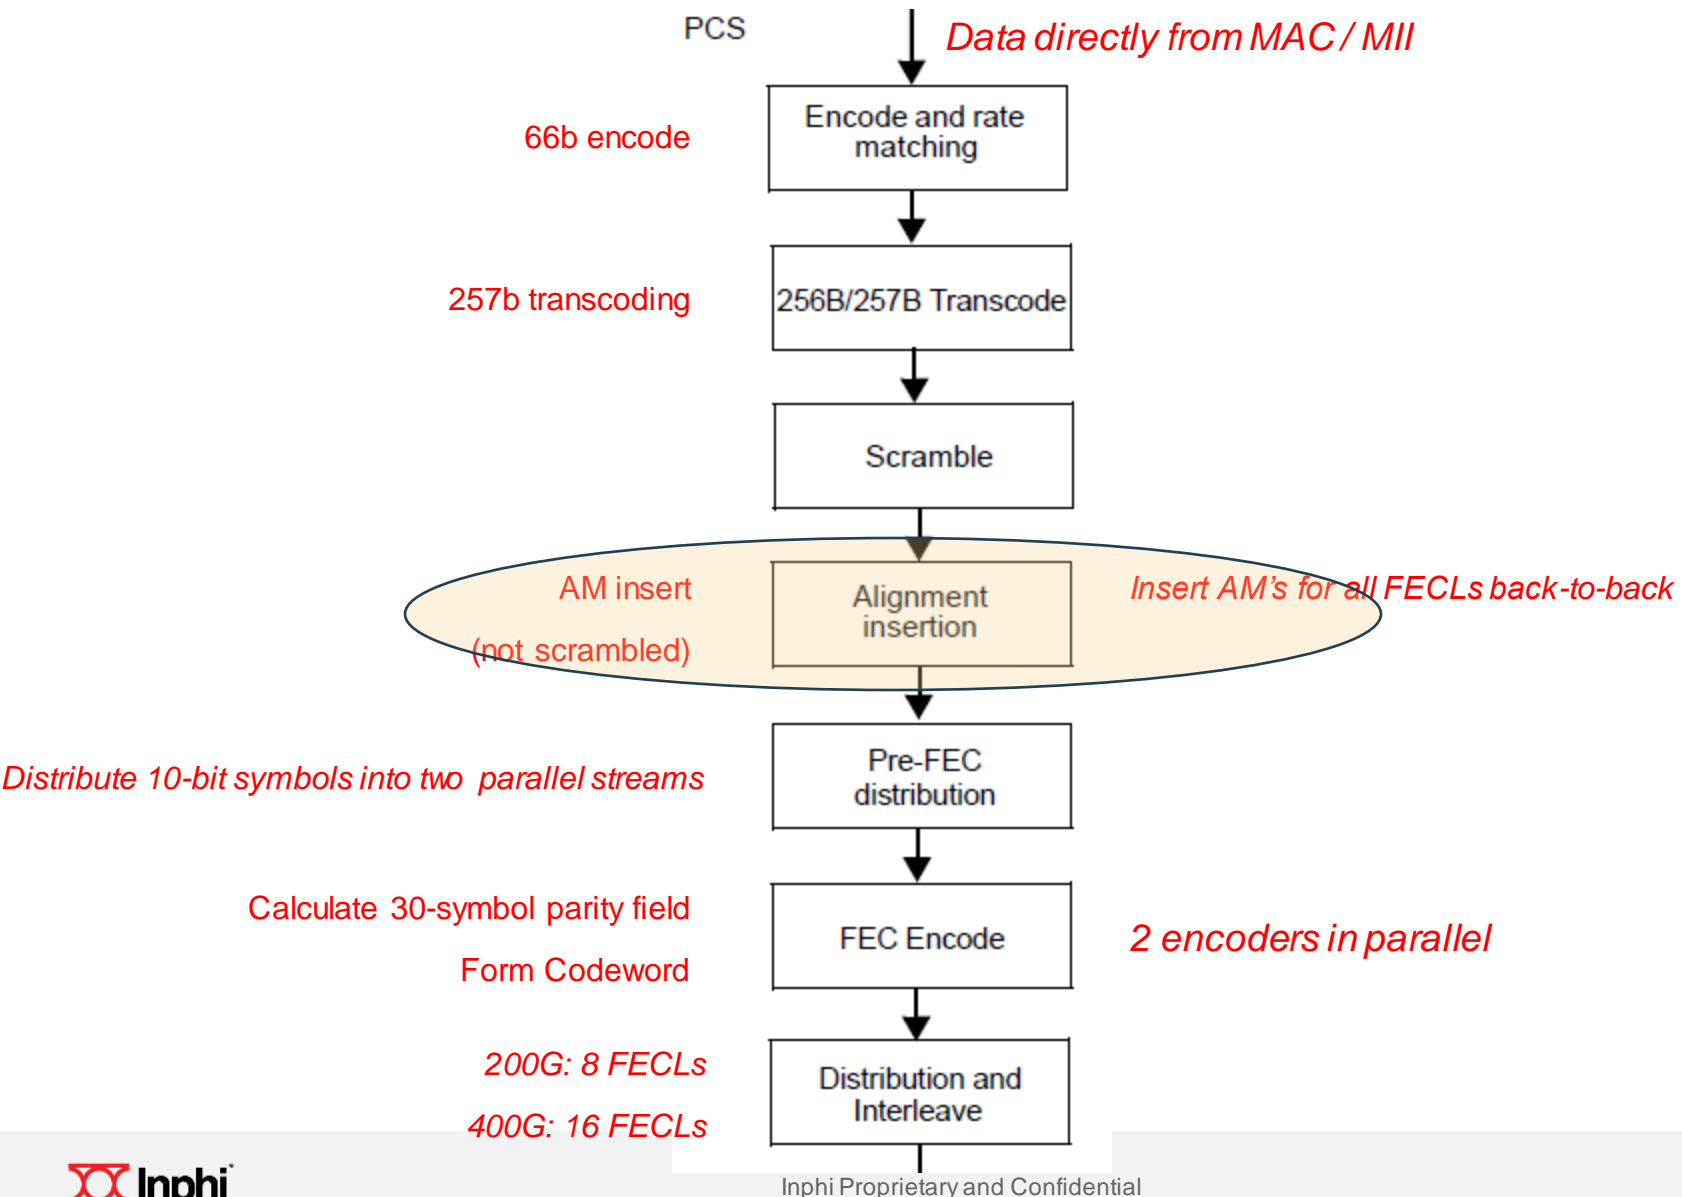 PCS
Data directly from MAC / MII
66b encode
Encode and rate
matching
257b transcoding
256B/257B Transcode
Scramble
AM insert
(not scrambled)
Alignment
insertion
Insert AM's for all FECLs back-to-back
Distribute 10-bit symbols into two parallel streams
Pre-FEC
distribution
Calculate 30-symbol parity field
Form Codeword
FEC Encode
2 encoders in parallel
200G: 8 FECLs
400G: 16 FECLs
Distribution and
Interleave
Inphi
Inphi Proprietary and Confidential